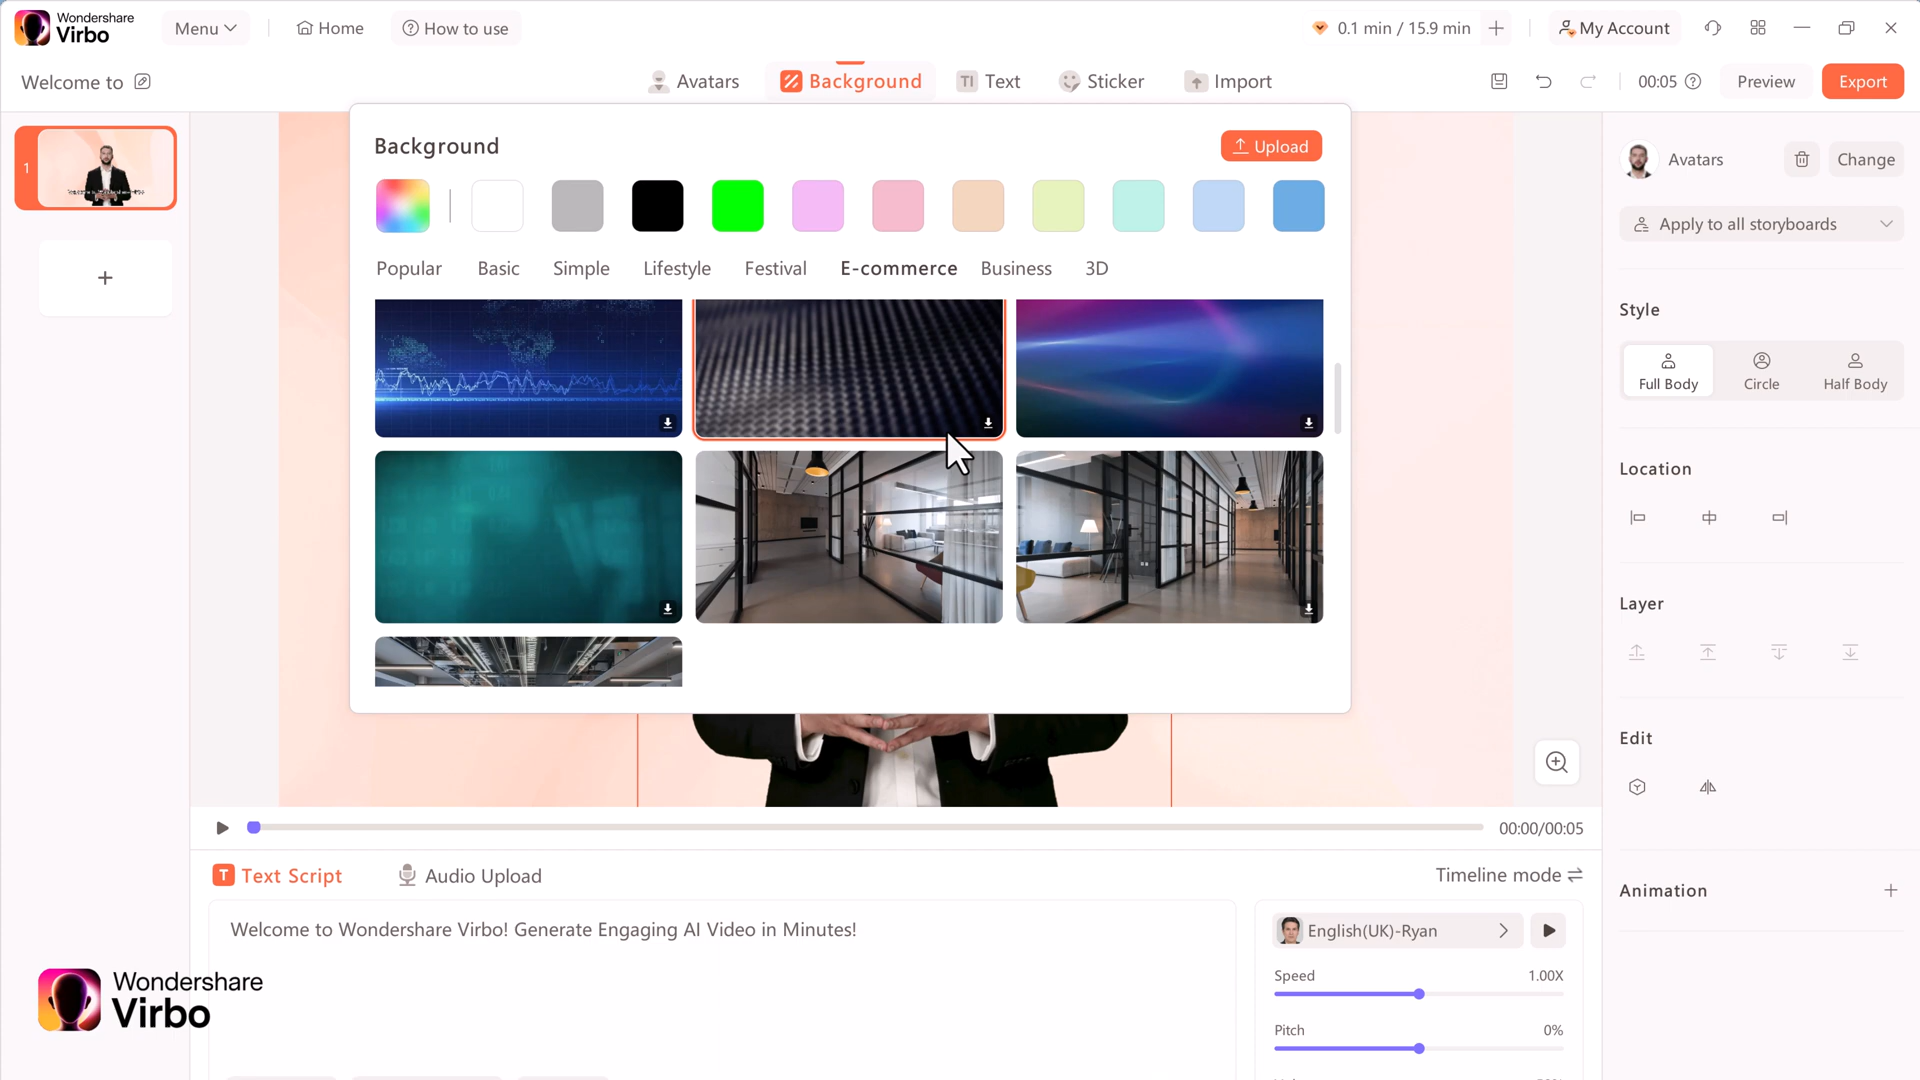 Wondershare
Virbo
Menu
Home
How to use
0.1 min / 15.9 min
My Account
Welcome to
Avatars
Background
TI Text
Sticker
Import
00:05
Preview
Export
1
Background
Upload
Popular
Basic
Simple
Lifestyle
Festival
E-commerce
Business
3D
Avatars
Change
Apply to all storyboards
Style
Full Body
Circle
Half Body
Location
Layer
Edit
Animation
00:00/00:05
T Text Script
Audio Upload
Timeline mode
Welcome to Wondershare Virbo! Generate Engaging AI Video in Minutes!
English(UK)-Ryan
Speed
1.00X
Pitch
0%
Wondershare
Virbo